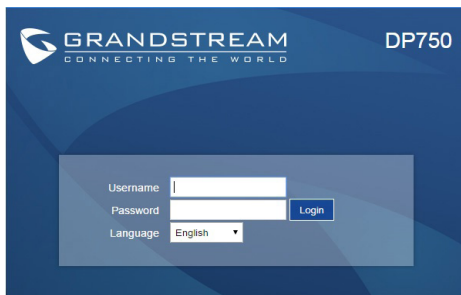 GRANDSTREAM
CONNECTING THE WORLD
DP750
Username
Password
Login
Language
English